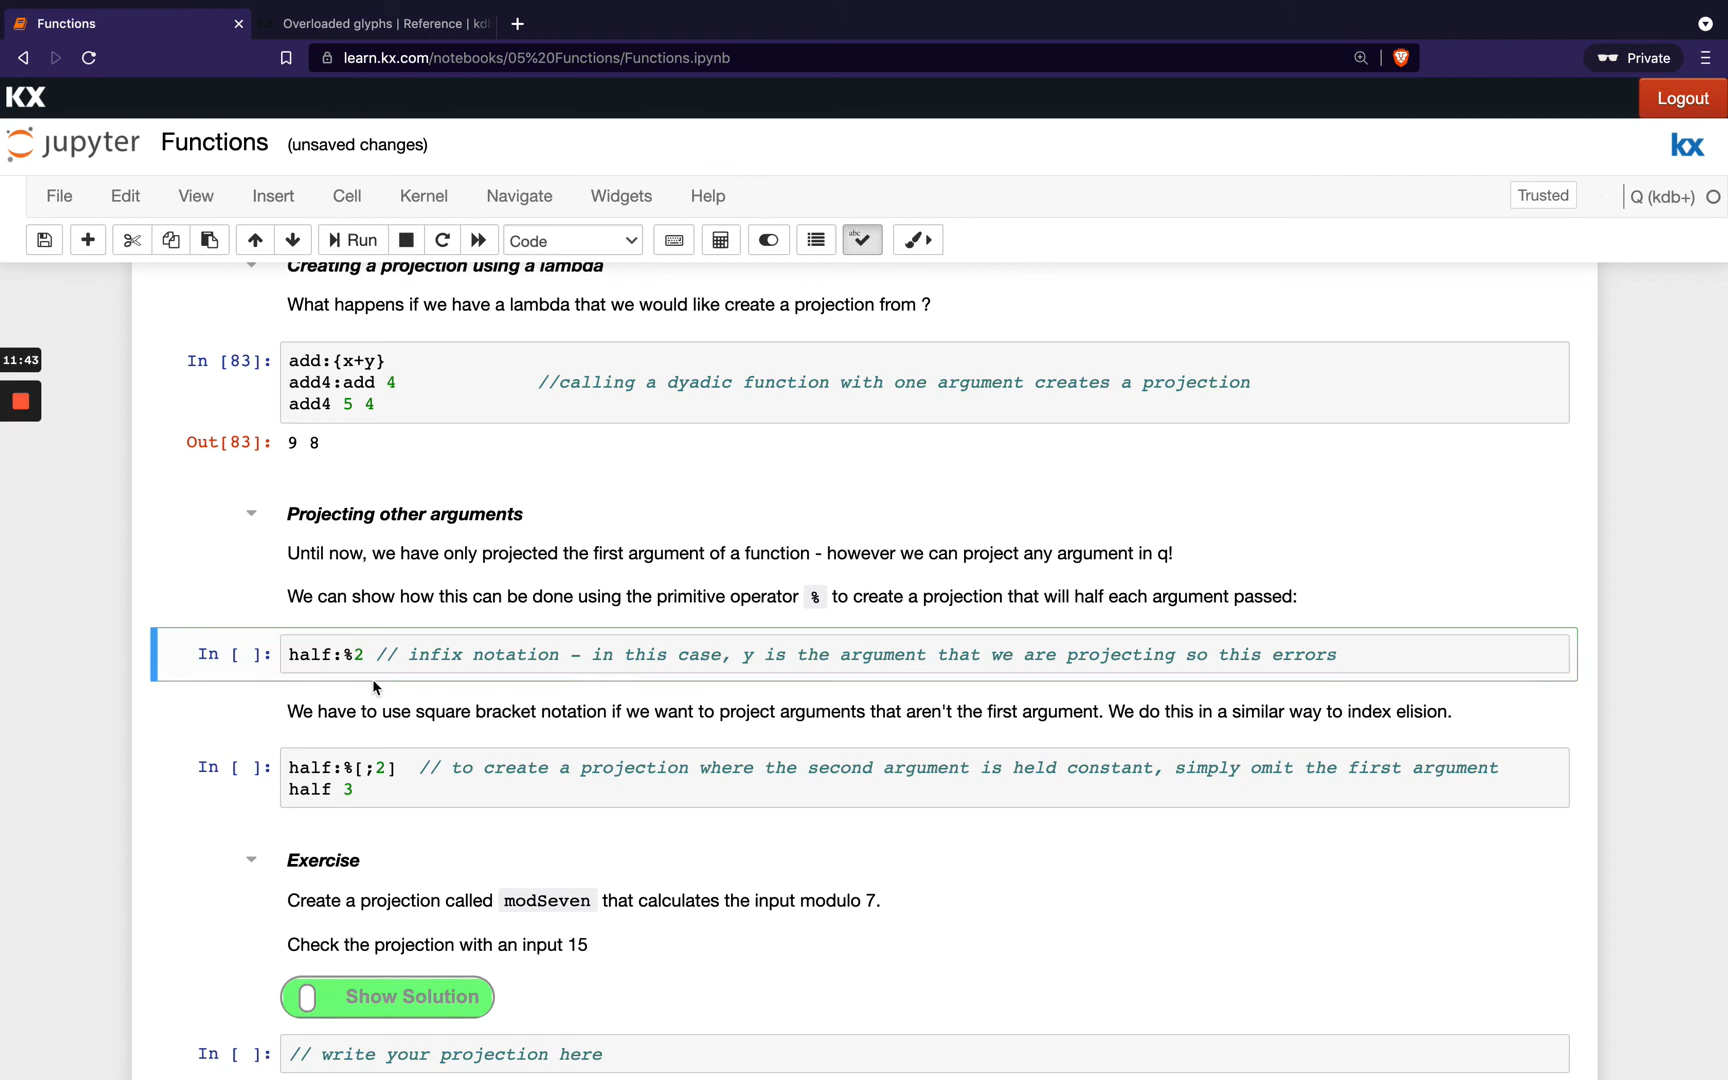 Functions
Overloaded glyphs | Reference | kd
learn.kx.com/notebooks/05%20Functions/Functions.ipynb
Private
KX
Logout
jupyter Functions (unsaved changes)
kx
File Edit View Insert Cell Kernel Navigate Widgets Help
Trusted
Q (kdb+)
Run
Code
abc
Creating a projection using a lambda
What happens if we have a lambda that we would like create a projection from ?
11:43
In [83]: add:{x+y}
add4:add 4 //calling a dyadic function with one argument creates a projection
add4 5 4
Out[83]: 9 8
Projecting other arguments
Until now, we have only projected the first argument of a function - however we can project any argument in q!
We can show how this can be done using the primitive operator % to create a projection that will half each argument passed:
In [ ]: half:%2 // infix notation - in this case, y is the argument that we are projecting so this errors
We have to use square bracket notation if we want to project arguments that aren't the first argument. We do this in a similar way to index elision.
In [ ]: half:%[;2] // to create a projection where the second argument is held constant, simply omit the first argument
half 3
Exercise
Create a projection called modSeven that calculates the input modulo 7.
Check the projection with an input 15
Show Solution
In [ ]: // write your projection here